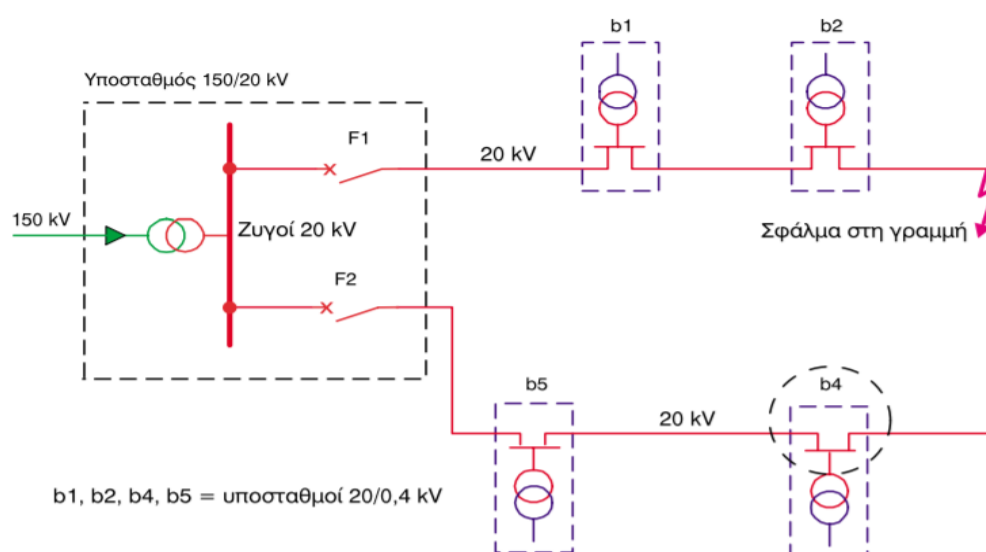 b1
b2
Υποσταθμός 150/20 kV
F1
20 kV
150 kV
Ζυγοί 20 kV
Σφάλμα στη γραμμή
F2
b5
b4
20 kV
b1, b2, b4, b5 = υποσταθμοί 20/0,4 kV